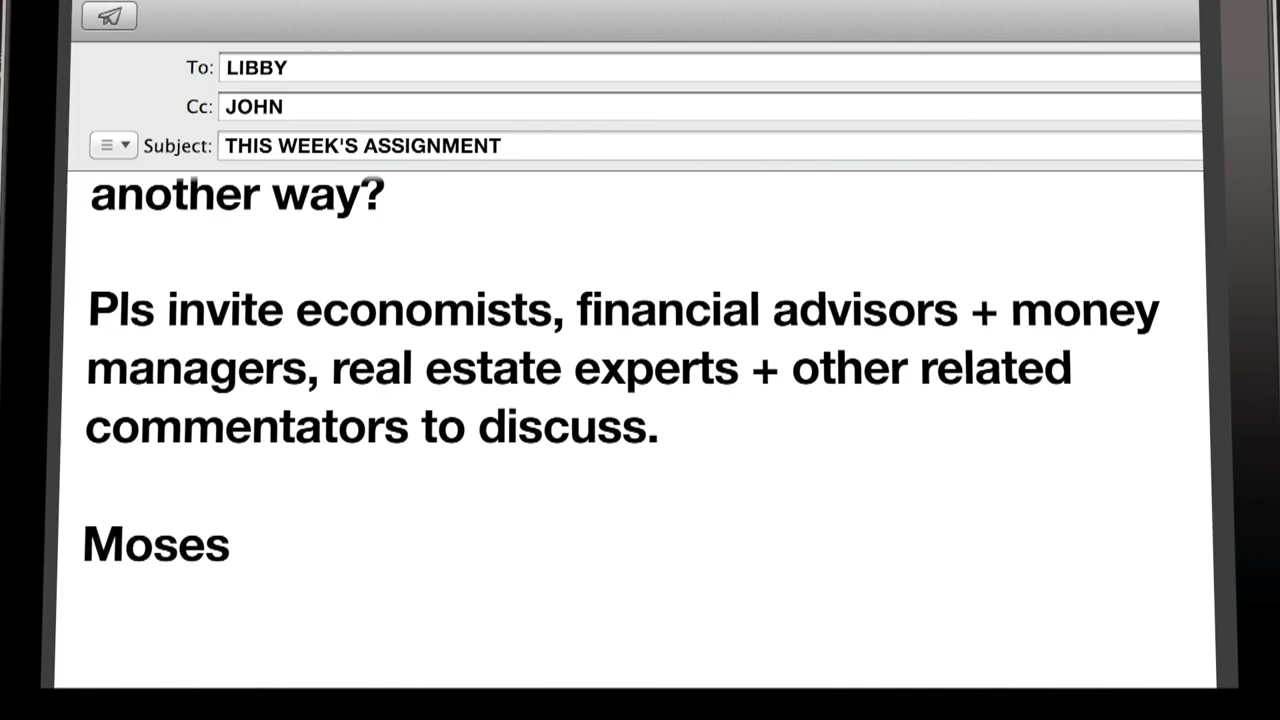 To: LIBBY
Cc: JOHN
Subject: THIS WEEK'S ASSIGNMENT
another way?
Pls invite economists, financial advisors + money
managers, real estate experts + other related
commentators to discuss.
Moses